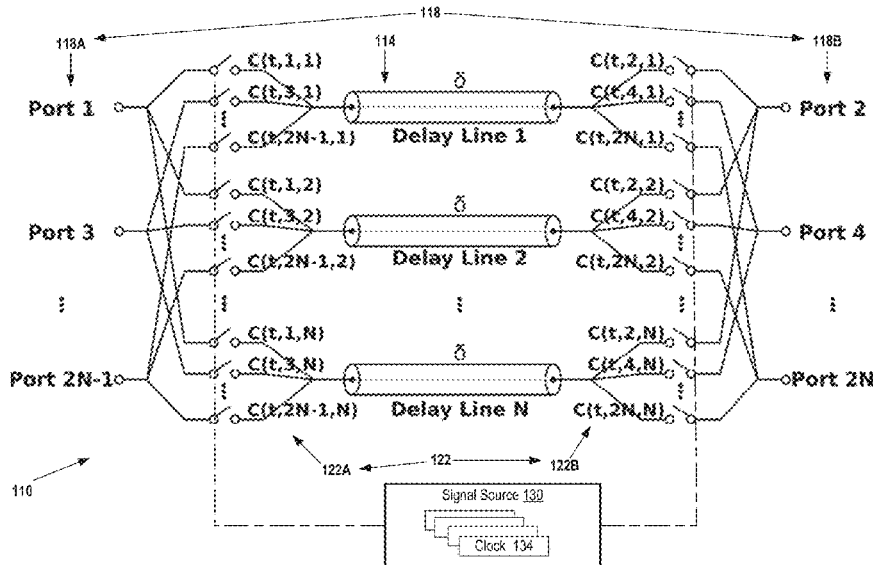 118
118A 114 118B
C(t,1,1) C(t,2,1)
Port 1 C(t,3,1) δ C(t,4,1) Port 2
C(t,2N-1,1) Delay Line 1 C(t,2N,1)
C(t,1,2) C(t,2,2)
Port 3 C(t,3,2) δ C(t,4,2) Port 4
C(t,2N-1,2) Delay Line 2 C(t,2N,2)
C(t,1,N) C(t,2,N)
Port 2N-1 C(t,3,N) δ C(t,4,N) Port 2N
C(t,2N-1,N) Delay Line N C(t,2N,N)
122A 122 122B
110
Signal Source 130
Clock 134